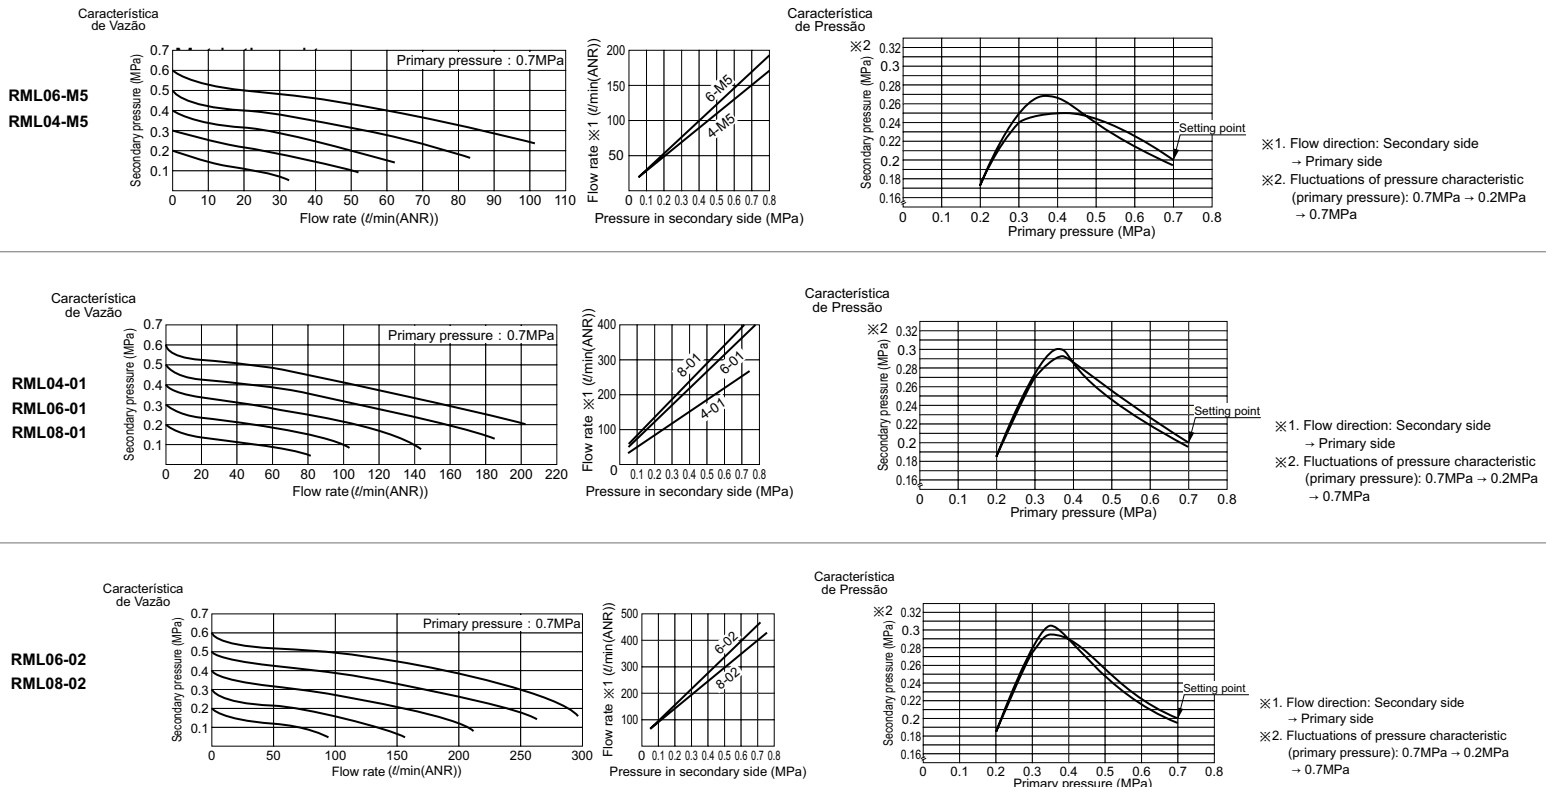 Característica
de Vazão
RML06-M5
RML04-M5
Secondary pressure (MPa)
0.7
0.6
0.5
0.4
0.3
0.2
0.1
Primary pressure : 0.7MPa
0 10 20 30 40 50 60 70 80 90 100 110
Flow rate (ℓ/min(ANR))
Flow rate ※1 (ℓ/min(ANR))
200
150
100
50
6-M5
4-M5
0.1 0.2 0.3 0.4 0.5 0.6 0.7 0.8
Pressure in secondary side (MPa)
Característica
de Pressão
※2
Secondary pressure (MPa)
0.32
0.3
0.28
0.26
0.24
0.22
0.2
0.18
0.16
Setting point
0 0.1 0.2 0.3 0.4 0.5 0.6 0.7 0.8
Primary pressure (MPa)
※1. Flow direction: Secondary side
→ Primary side
※2. Fluctuations of pressure characteristic
(primary pressure): 0.7MPa → 0.2MPa
→ 0.7MPa
Característica
de Vazão
RML04-01
RML06-01
RML08-01
Secondary pressure (MPa)
0.7
0.6
0.5
0.4
0.3
0.2
0.1
Primary pressure : 0.7MPa
0 20 40 60 80 100 120 140 160 180 200 220
Flow rate (ℓ/min(ANR))
Flow rate ※1 (ℓ/min(ANR))
400
300
200
100
0
8-01
6-01
4-01
0.1 0.2 0.3 0.4 0.5 0.6 0.7 0.8
Pressure in secondary side (MPa)
Característica
de Pressão
※2
Secondary pressure (MPa)
0.32
0.3
0.28
0.26
0.24
0.22
0.2
0.18
0.16
Setting point
0 0.1 0.2 0.3 0.4 0.5 0.6 0.7 0.8
Primary pressure (MPa)
※1. Flow direction: Secondary side
→ Primary side
※2. Fluctuations of pressure characteristic
(primary pressure): 0.7MPa → 0.2MPa
→ 0.7MPa
Característica
de Vazão
RML06-02
RML08-02
Secondary pressure (MPa)
0.7
0.6
0.5
0.4
0.3
0.2
0.1
Primary pressure : 0.7MPa
0 50 100 150 200 250 300
Flow rate (ℓ/min(ANR))
Flow rate ※1 (ℓ/min(ANR))
500
400
300
200
100
6-02
8-02
0.1 0.2 0.3 0.4 0.5 0.6 0.7 0.8
Pressure in secondary side (MPa)
Característica
de Pressão
※2
Secondary pressure (MPa)
0.32
0.3
0.28
0.26
0.24
0.22
0.2
0.18
0.16
Setting point
0 0.1 0.2 0.3 0.4 0.5 0.6 0.7 0.8
Primary pressure (MPa)
※1. Flow direction: Secondary side
→ Primary side
※2. Fluctuations of pressure characteristic
(primary pressure): 0.7MPa → 0.2MPa
→ 0.7MPa